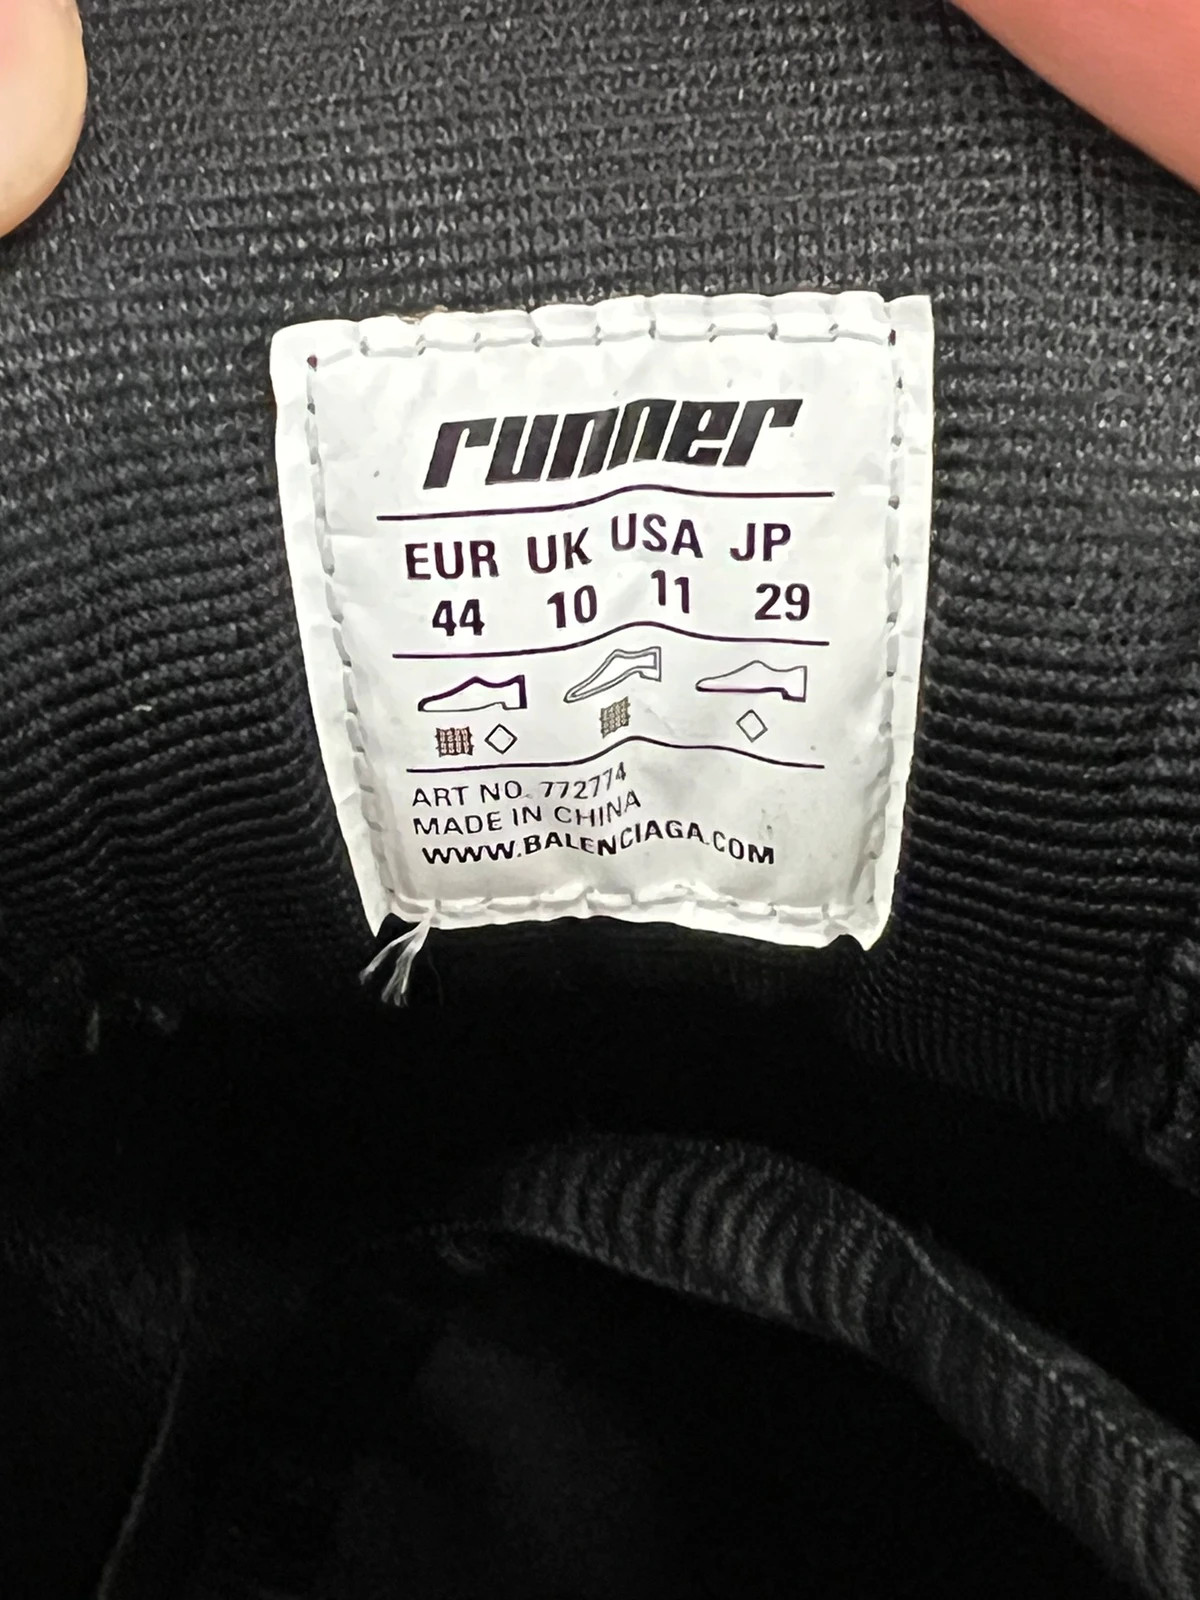 runner
EUR UK USA JP
44 10 11 29
ART NO. 772774
MADE IN CHINA
WWW.BALENCIAGA.COM